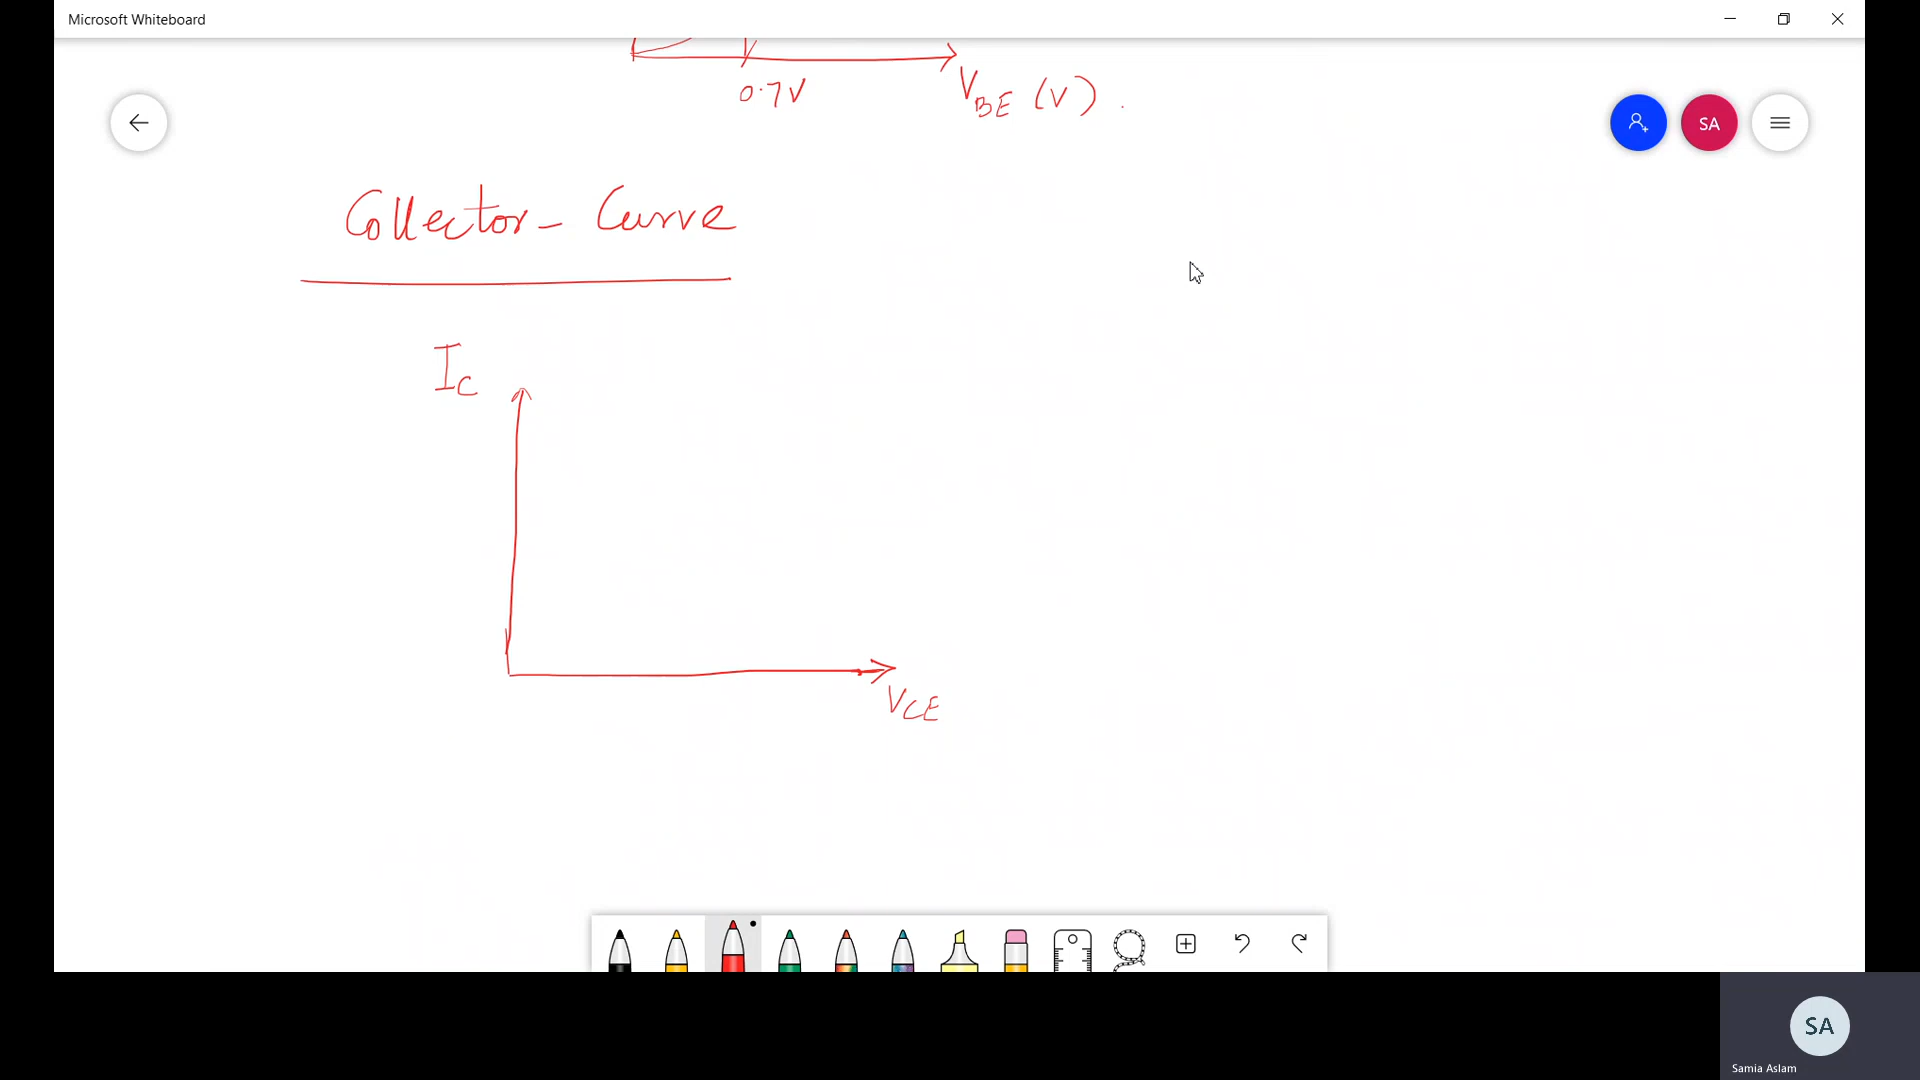 Microsoft Whiteboard
0.7V
VBE (V).
SA
Collector - Curve
IC
VCE
SA
Samia Aslam